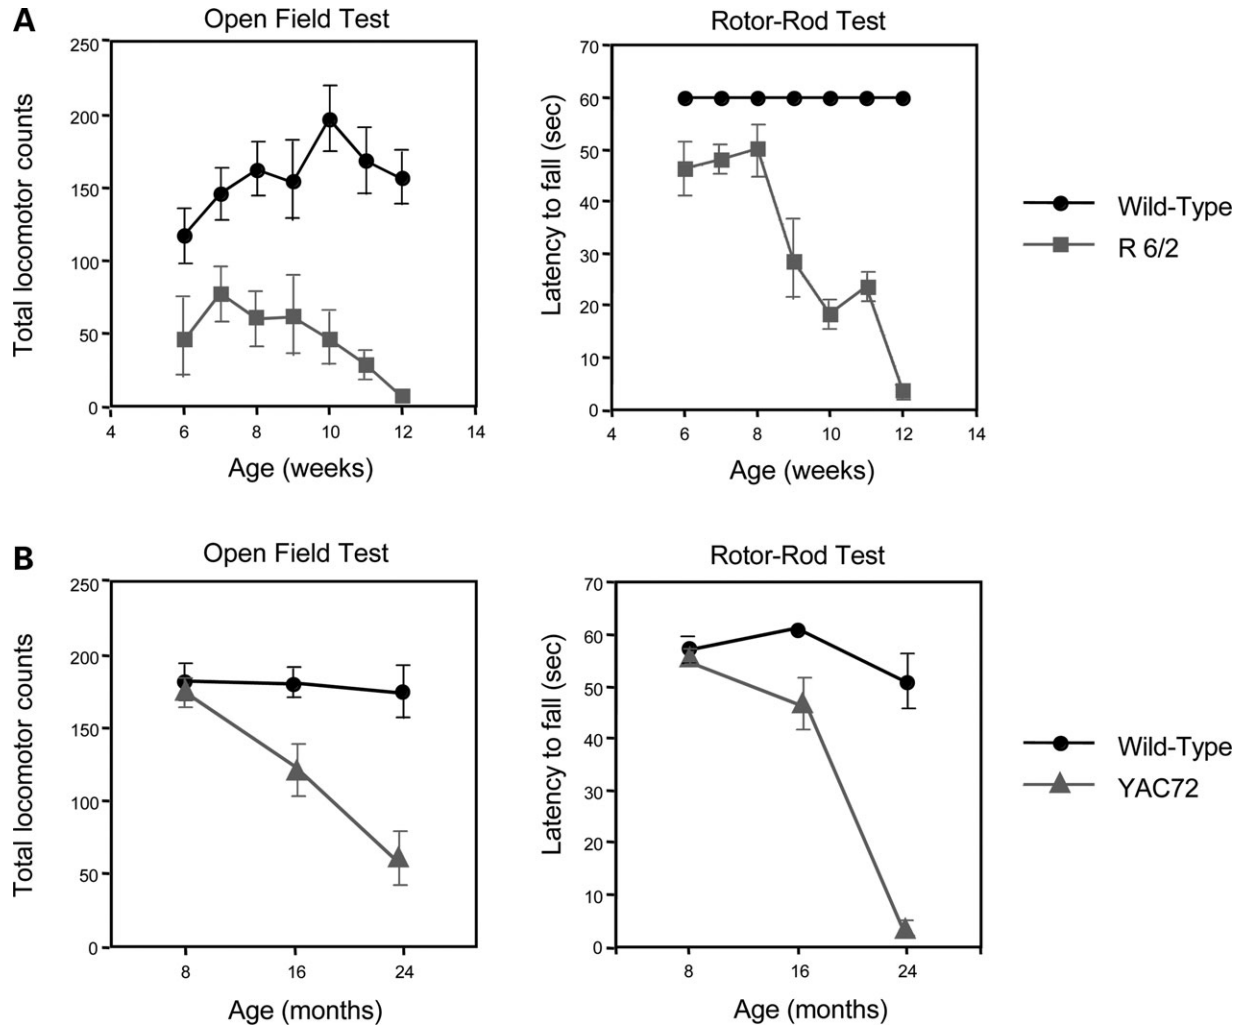 A
Open Field Test
Total locomotor counts
250
200
150
100
50
0
4 6 8 10 12 14
Age (weeks)
Rotor-Rod Test
Latency to fall (sec)
70
60
50
40
30
20
10
0
4 6 8 10 12 14
Age (weeks)
Wild-Type
R 6/2
B
Open Field Test
Total locomotor counts
250
200
150
100
50
0
8 16 24
Age (months)
Rotor-Rod Test
Latency to fall (sec)
70
60
50
40
30
20
10
0
8 16 24
Age (months)
Wild-Type
YAC72